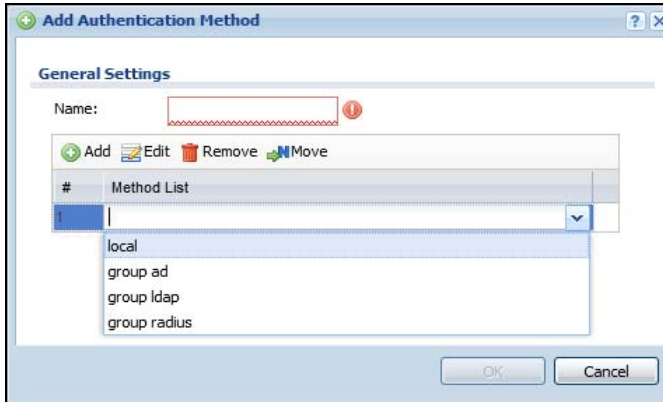 Add Authentication Method
General Settings
Name:
Add Edit Remove Move
# Method List
1
local
group ad
group ldap
group radius
OK Cancel